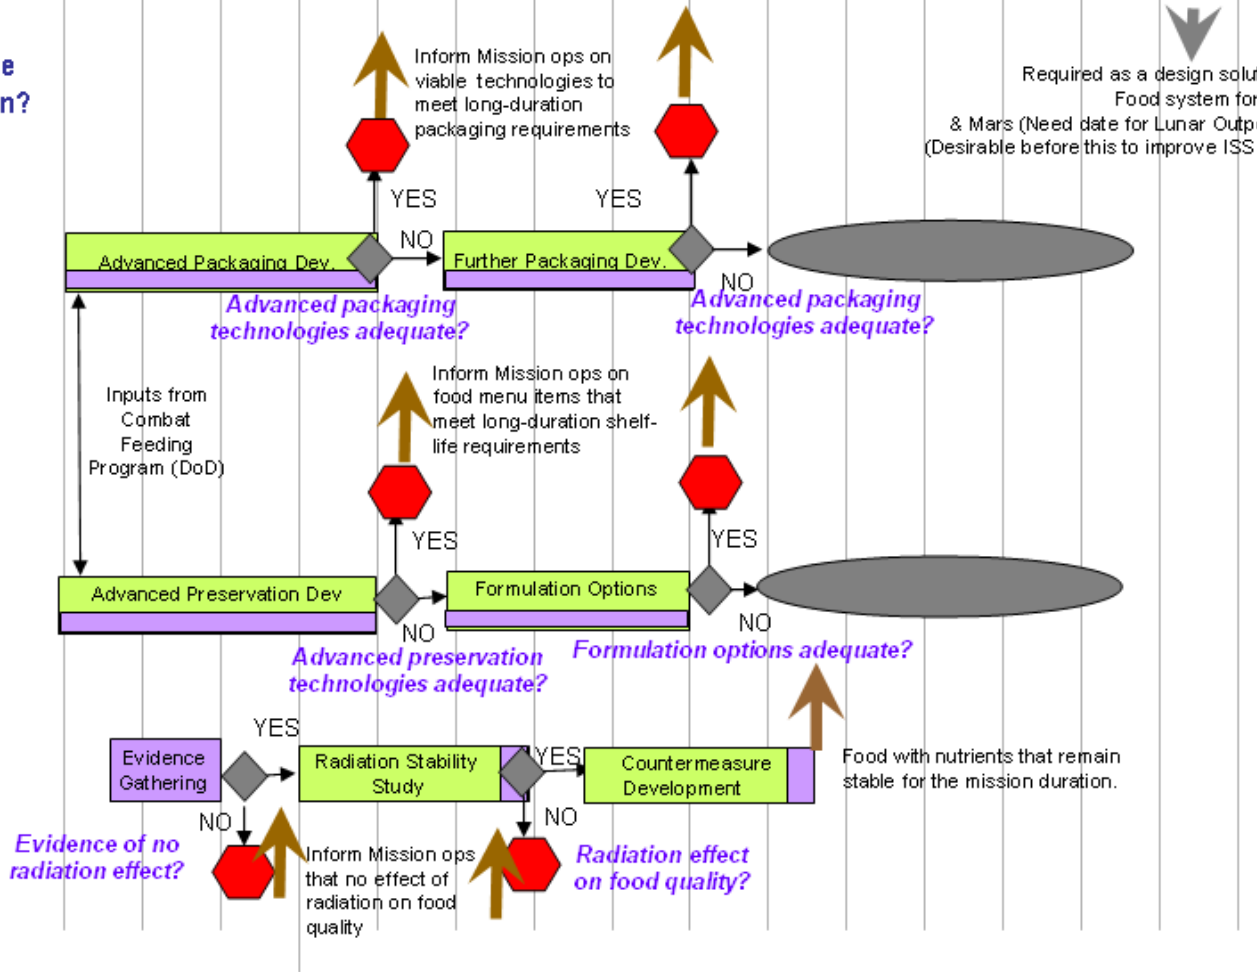 e
n?
Inform Mission ops on
viable technologies to
meet long-duration
packaging requirements
Required as a design
Food system for
& Mars (Need date for Lunar
(Desirable before this to improve ISS
YES
YES
NO
Advanced Packaging Dev.
Further Packaging Dev.
NO
Advanced packaging
technologies adequate?
Advanced packaging
technologies adequate?
Inform Mission ops on
food menu items that
meet long-duration shelf-
life requirements
Inputs from
Combat
Feeding
Program (DoD)
YES
YES
Advanced Preservation Dev
Formulation Options
NO
NO
Advanced preservation
technologies adequate?
Formulation options adequate?
YES
Evidence
Gathering
Radiation Stability
Study
YES
Countermeasure
Development
Food with nutrients that remain
stable for the mission duration.
NO
NO
Evidence of no
radiation effect?
Inform Mission ops
that no effect of
radiation on food
quality
Radiation effect
on food quality?